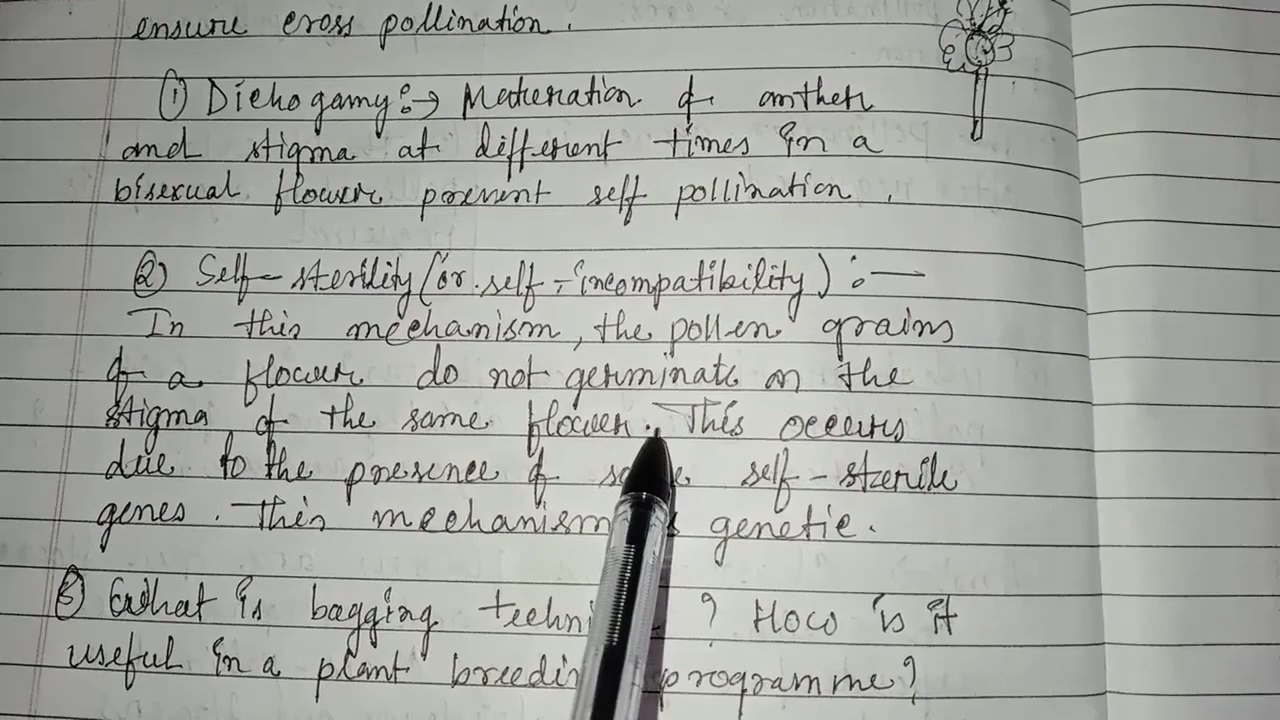 ensure cross pollination.
① Dichogamy :→ Maturation of anther
and stigma at different times in a
bisexual flower prevent self pollination.
② Self-sterility (or self-incompatibility) :—
In this mechanism, the pollen grains
of a flower do not germinate on the
stigma of the same flower. This occurs
due to the presence of self-sterile
genes. This mechanism genetic.
③ What is bagging ? How is it
useful in a plant programme?